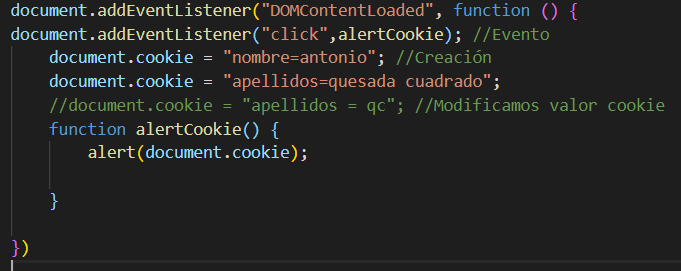 document.addEventListener("DOMContentLoaded", function () {
document.addEventListener("click",alertCookie); //Evento
    document.cookie = "nombre=antonio"; //Creación
    document.cookie = "apellidos=quesada cuadrado";
    //document.cookie = "apellidos = qc"; //Modificamos valor cookie
    function alertCookie() {
        alert(document.cookie);
    }
})